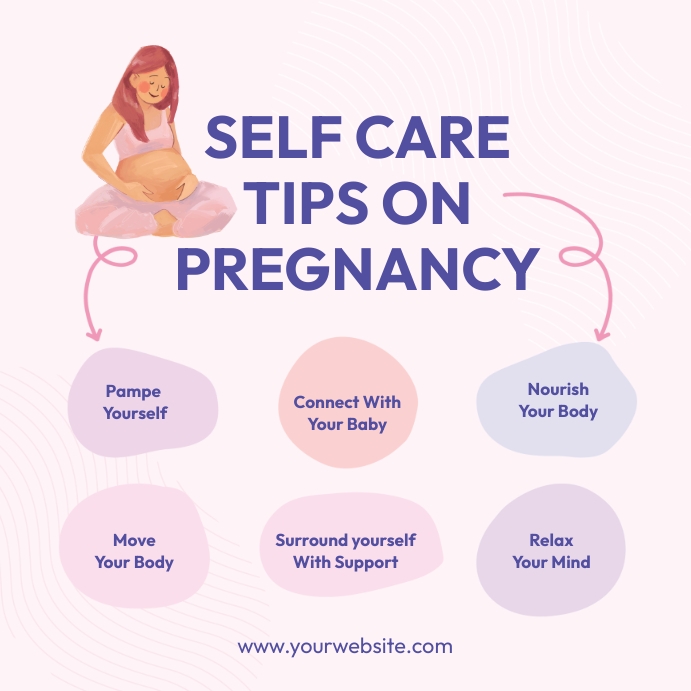 SELF CARE
TIPS ON
PREGNANCY
Pampe
Yourself
Connect With
Your Baby
Nourish
Your Body
Move
Your Body
Surround yourself
With Support
Relax
Your Mind
www.yourwebsite.com